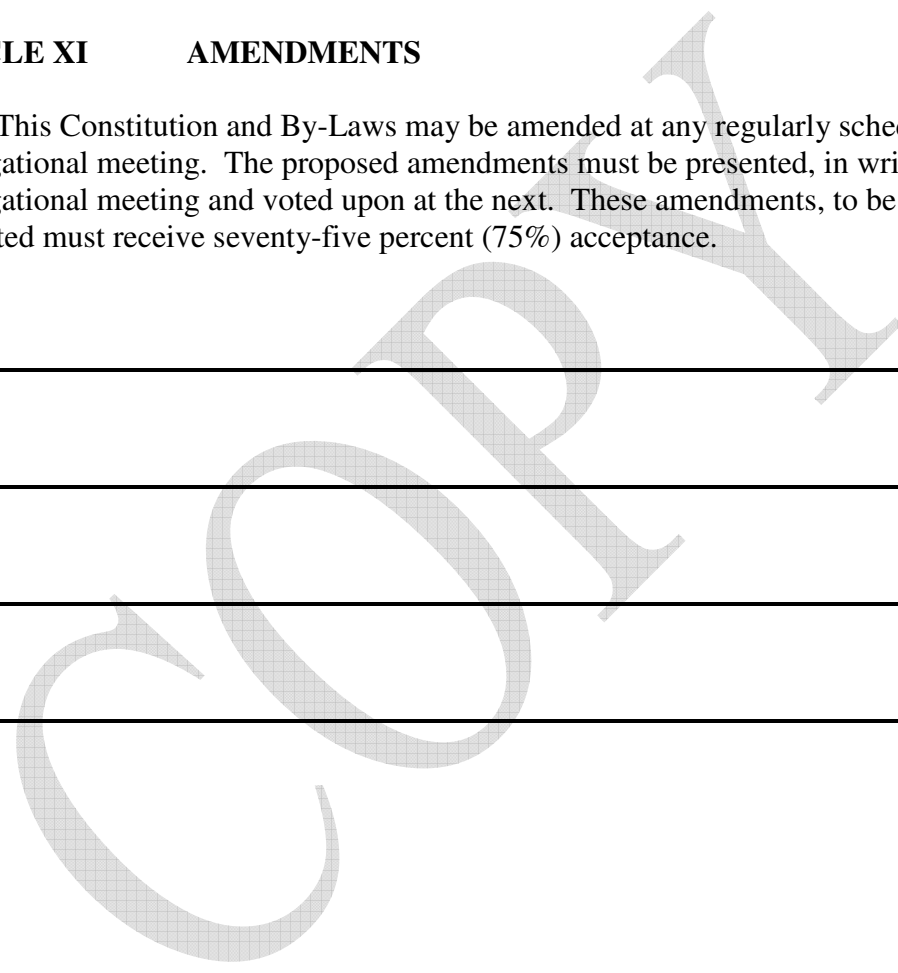 CLE XI AMENDMENTS
This Constitution and By-Laws may be amended at any regularly sched
gational meeting. The proposed amendments must be presented, in wri
gational meeting and voted upon at the next. These amendments, to be
ted must receive seventy-five percent (75%) acceptance.
COPY